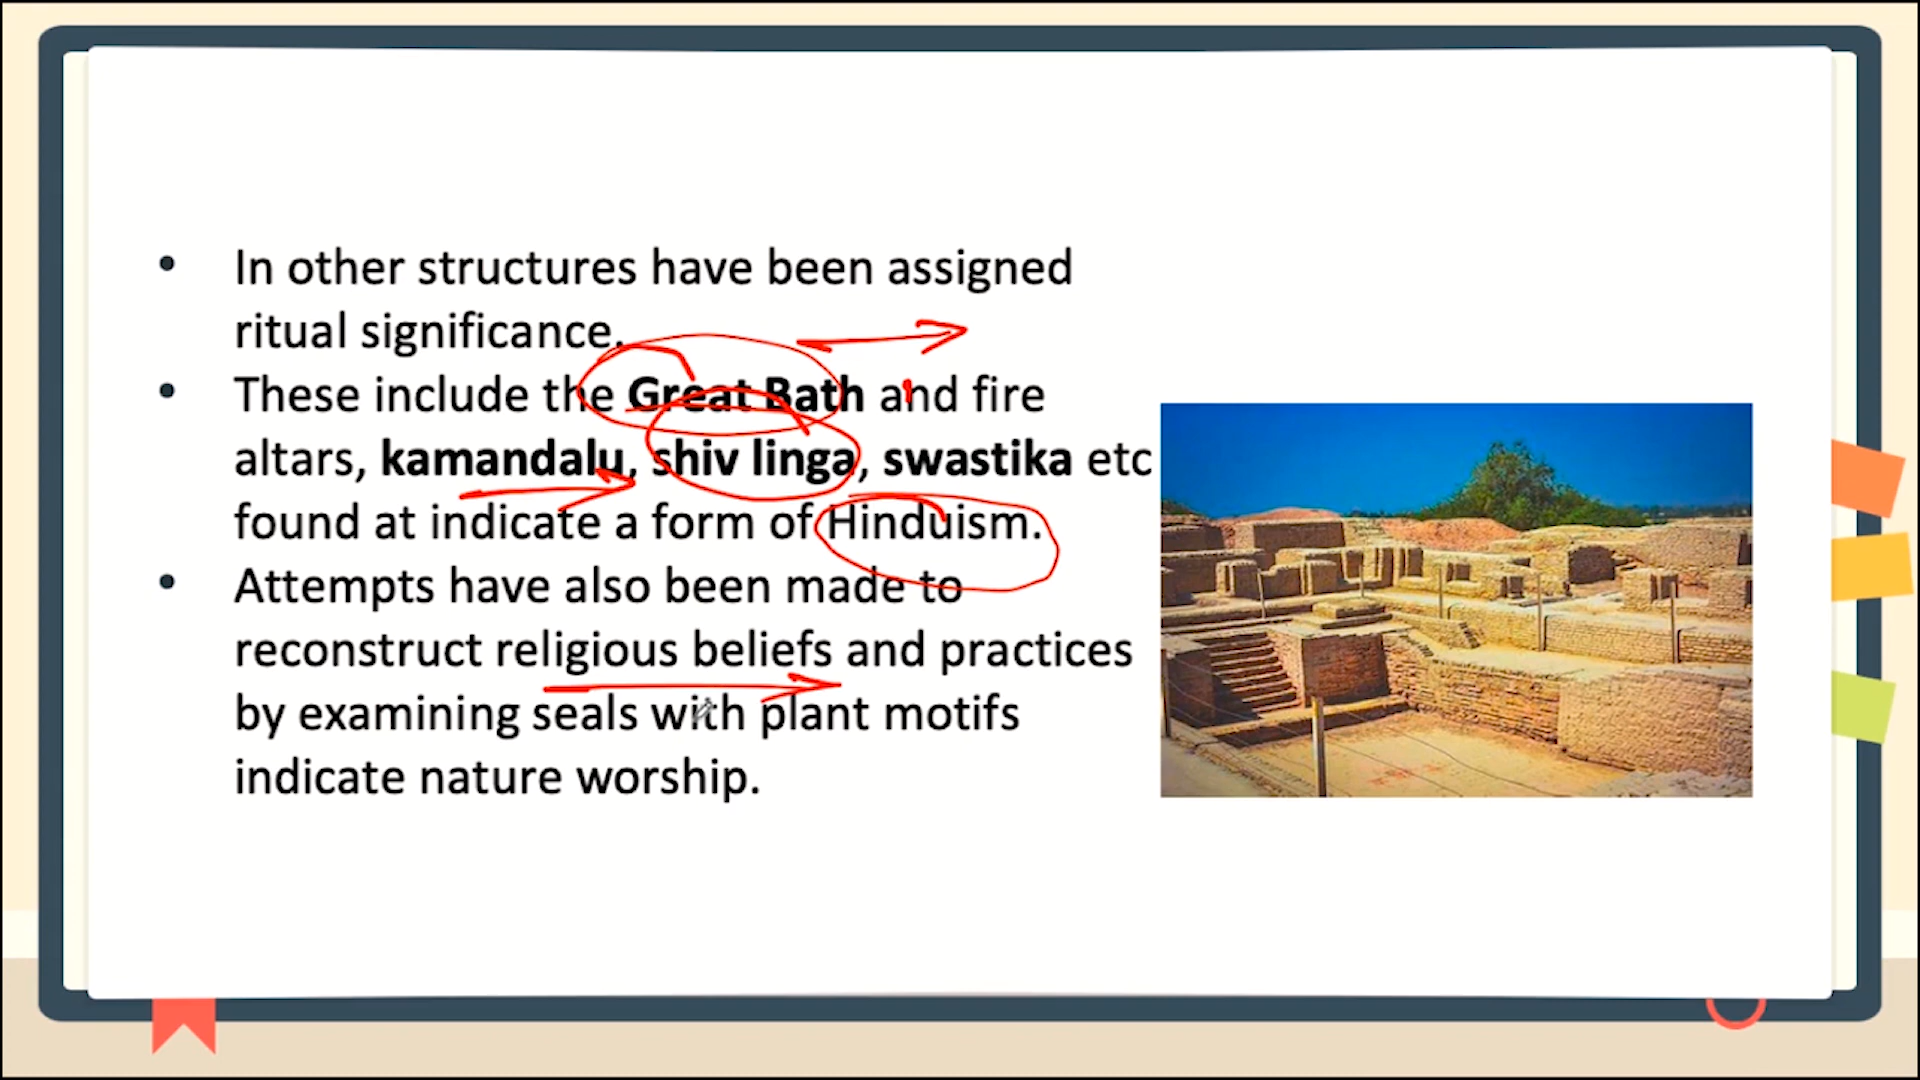 • In other structures have been assigned
ritual significance.
• These include the Great Bath and fire
altars, kamandalu, shiv linga, swastika etc
found at indicate a form of Hinduism.
• Attempts have also been made to
reconstruct religious beliefs and practices
by examining seals with plant motifs
indicate nature worship.